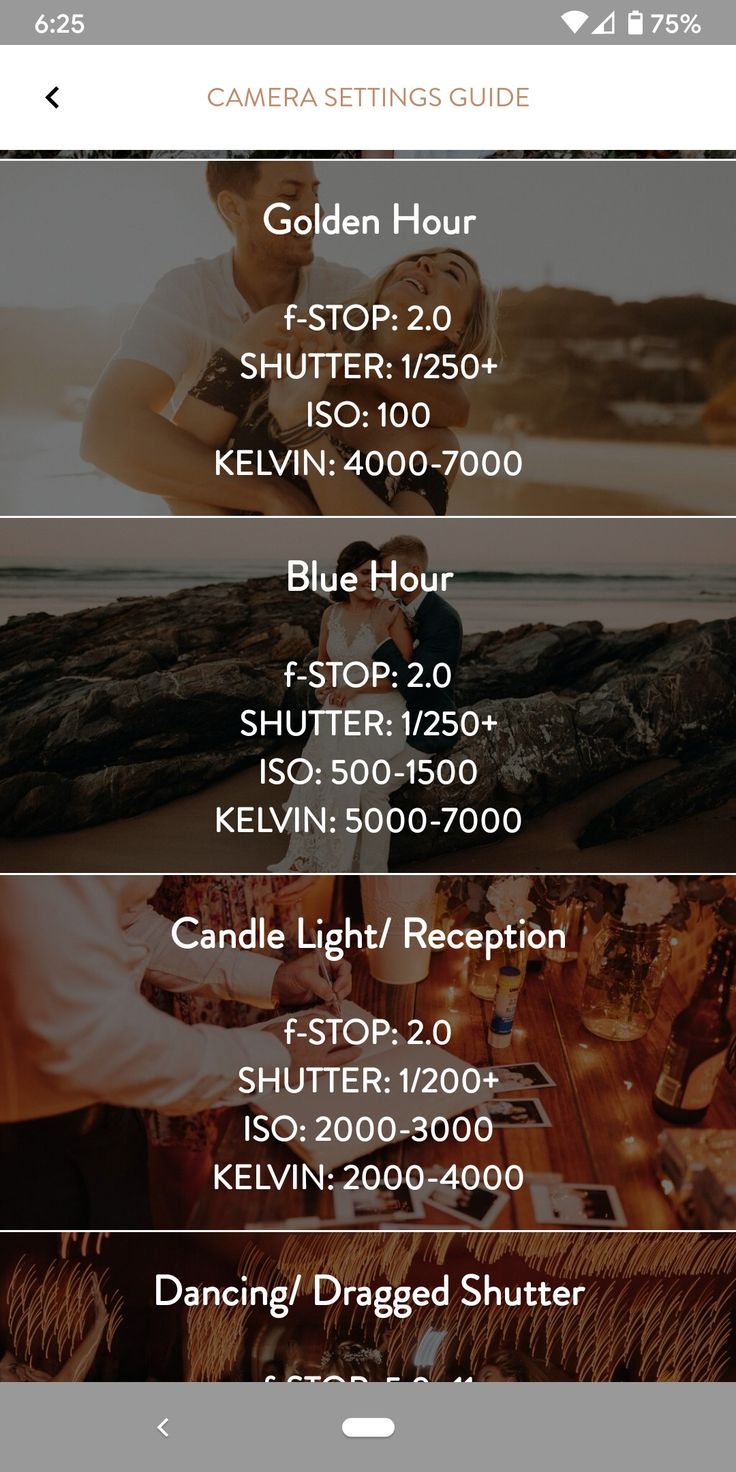 6:25
75%
CAMERA SETTINGS GUIDE
Golden Hour
f-STOP: 2.0
SHUTTER: 1/250+
ISO: 100
KELVIN: 4000-7000
Blue Hour
f-STOP: 2.0
SHUTTER: 1/250+
ISO: 500-1500
KELVIN: 5000-7000
Candle Light/ Reception
f-STOP: 2.0
SHUTTER: 1/200+
ISO: 2000-3000
KELVIN: 2000-4000
Dancing/ Dragged Shutter